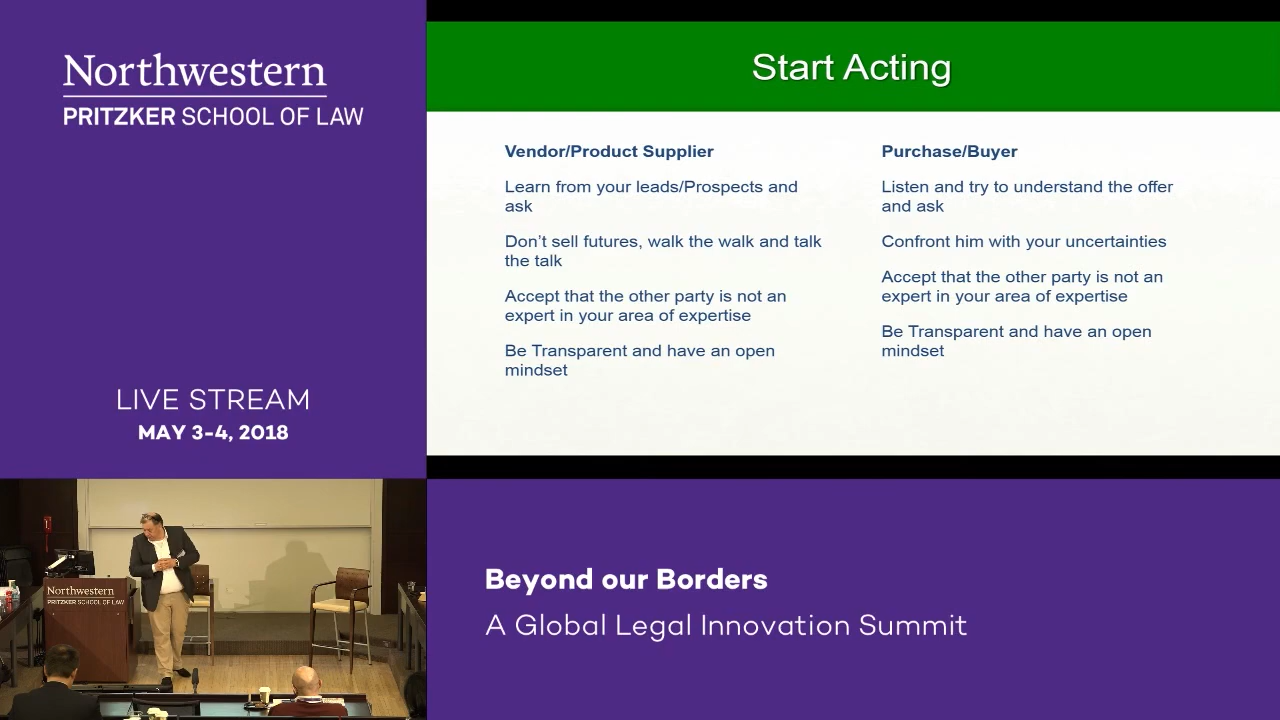 Northwestern
PRITZKER SCHOOL OF LAW
LIVE STREAM
MAY 3-4, 2018
Start Acting
Vendor/Product Supplier
Learn from your leads/Prospects and
ask
Don’t sell futures, walk the walk and talk
the talk
Accept that the other party is not an
expert in your area of expertise
Be Transparent and have an open
mindset
Purchase/Buyer
Listen and try to understand the offer
and ask
Confront him with your uncertainties
Accept that the other party is not an
expert in your area of expertise
Be Transparent and have an open
mindset
Northwestern
PRITZKER SCHOOL OF LAW
Beyond our Borders
A Global Legal Innovation Summit